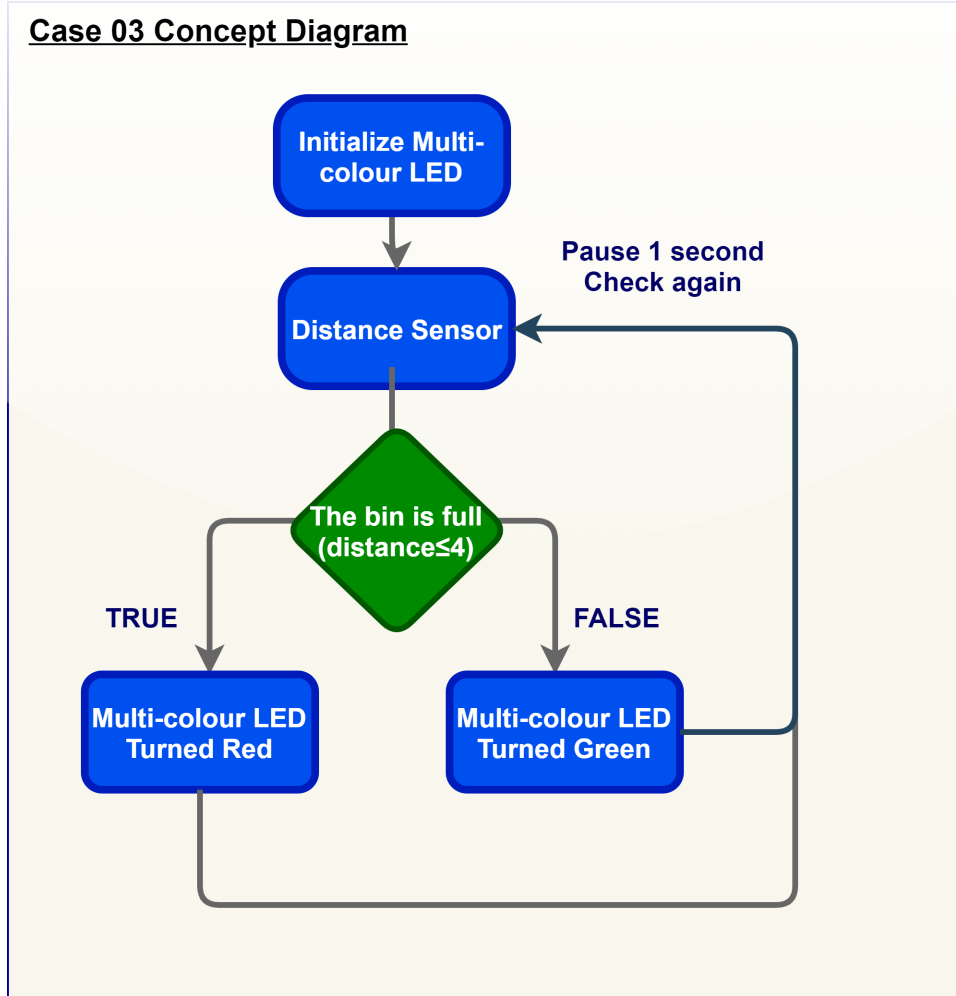 Case 03 Concept Diagram
Initialize Multi-
colour LED
Pause 1 second
Check again
Distance Sensor
The bin is full
(distance≤4)
TRUE
FALSE
Multi-colour LED
Turned Red
Multi-colour LED
Turned Green